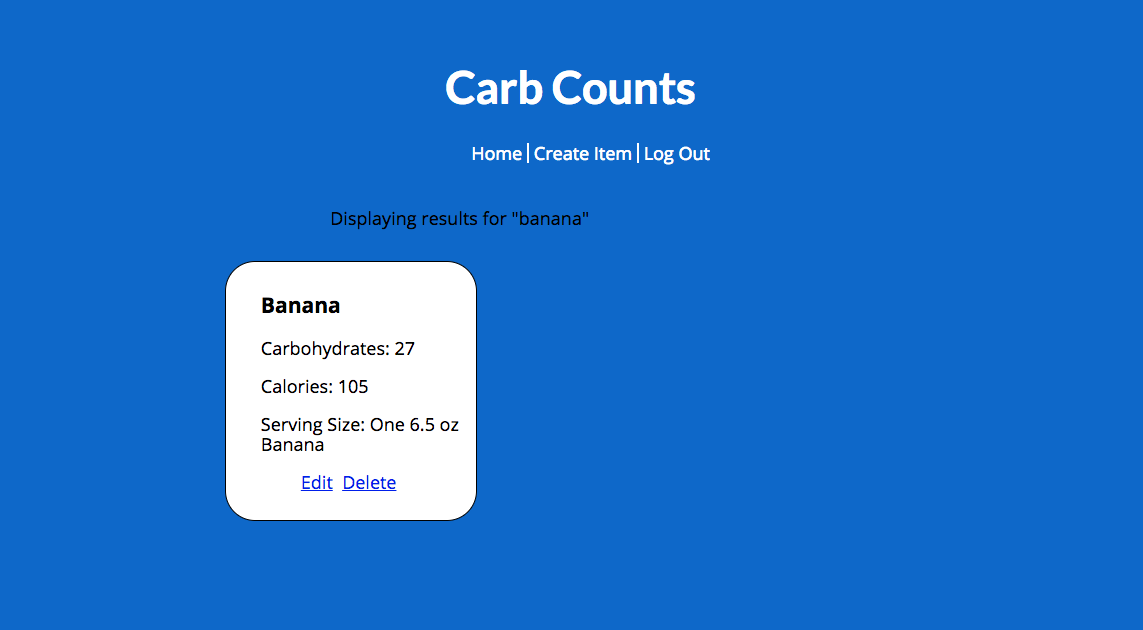 Carb Counts
Home | Create Item | Log Out
Displaying results for "banana"
Banana
Carbohydrates: 27
Calories: 105
Serving Size: One 6.5 oz
Banana
Edit Delete